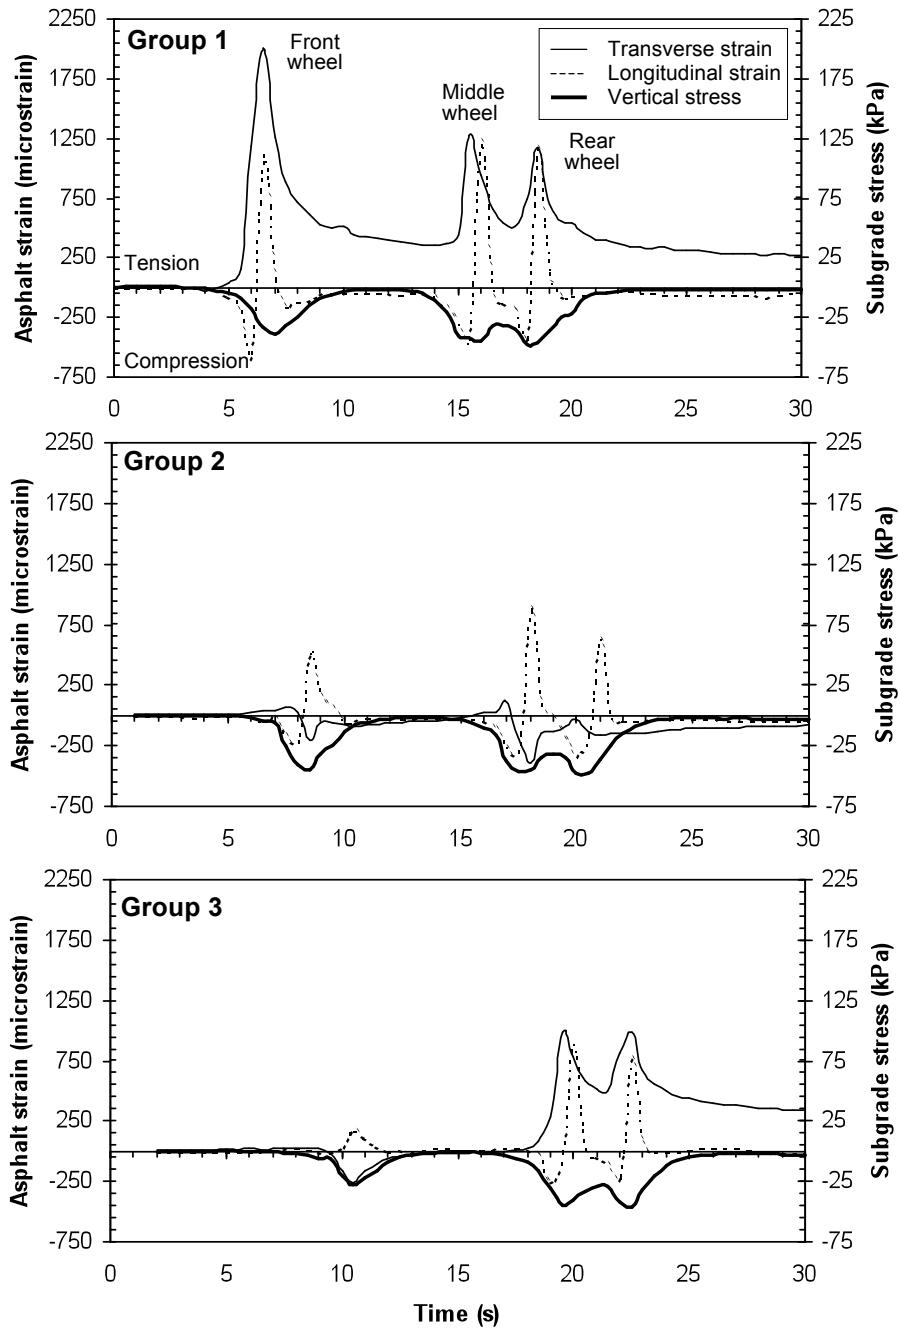 2250
1750
1250
750
250
-250
-750
Asphalt strain (microstrain)
Group 1
Front
wheel
Middle
wheel
Rear
wheel
Transverse strain
Longitudinal strain
Vertical stress
Tension
Compression
225
175
125
75
25
-25
-75
Subgrade stress (kPa)
0 5 10 15 20 25 30
2250
1750
1250
750
250
-250
-750
Asphalt strain (microstrain)
Group 2
225
175
125
75
25
-25
-75
Subgrade stress (kPa)
0 5 10 15 20 25 30
2250
1750
1250
750
250
-250
-750
Asphalt strain (microstrain)
Group 3
225
175
125
75
25
-25
-75
Subgrade stress (kPa)
0 5 10 15 20 25 30
Time (s)